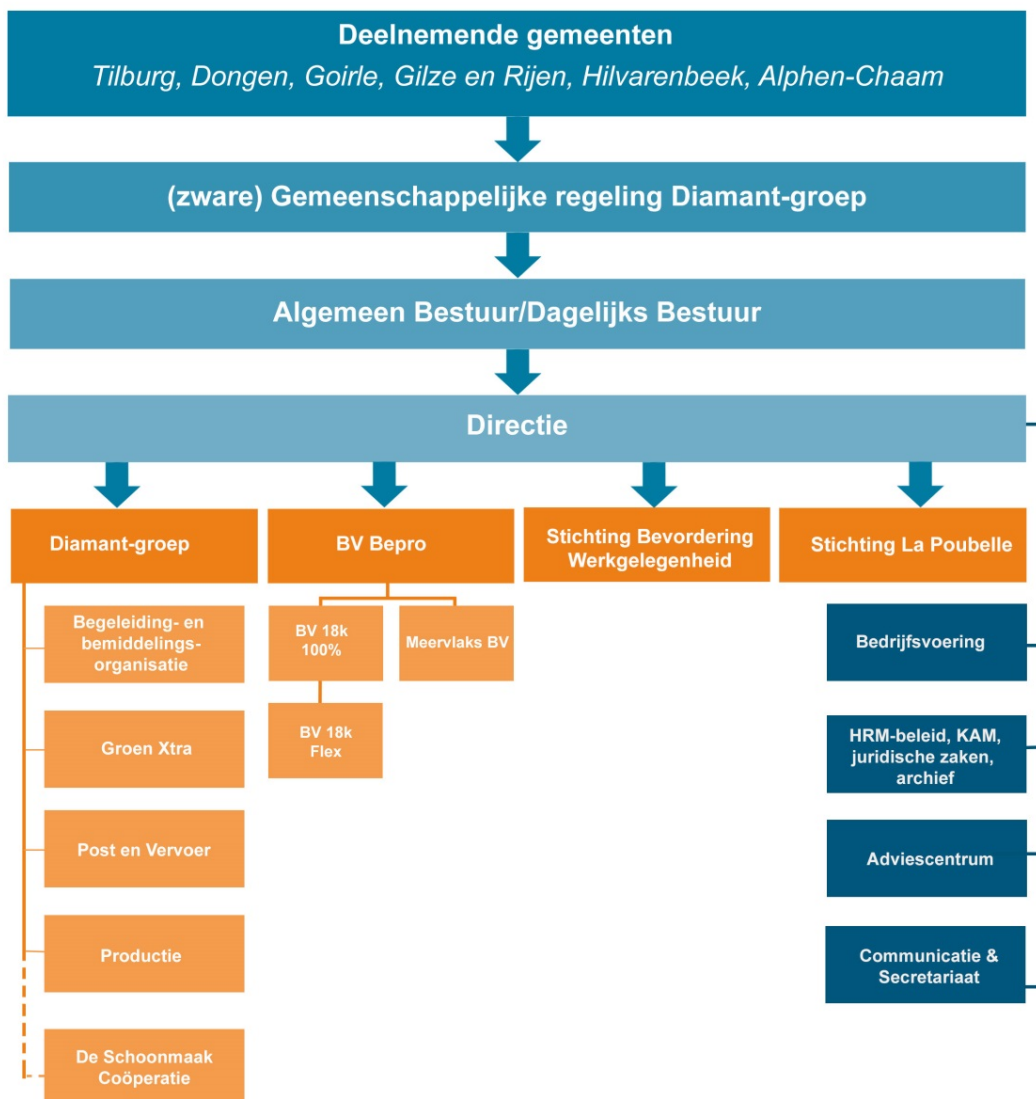 Deelnemende gemeenten
Tilburg, Dongen, Goirle, Gilze en Rijen, Hilvarenbeek, Alphen-Chaam
(zware) Gemeenschappelijke regeling Diamant-groep
Algemeen Bestuur/Dagelijks Bestuur
Directie
Diamant-groep
BV Bepro
Stichting Bevordering
Werkgelegenheid
Stichting La Poubelle
Begeleiding- en
bemiddelings-
organisatie
Groen Xtra
Post en Vervoer
Productie
De Schoonmaak
Coöperatie
BV 18k
100%
Meervlaks BV
BV 18k
Flex
Bedrijfsvoering
HRM-beleid, KAM,
juridische zaken,
archief
Adviescentrum
Communicatie &
Secretariaat